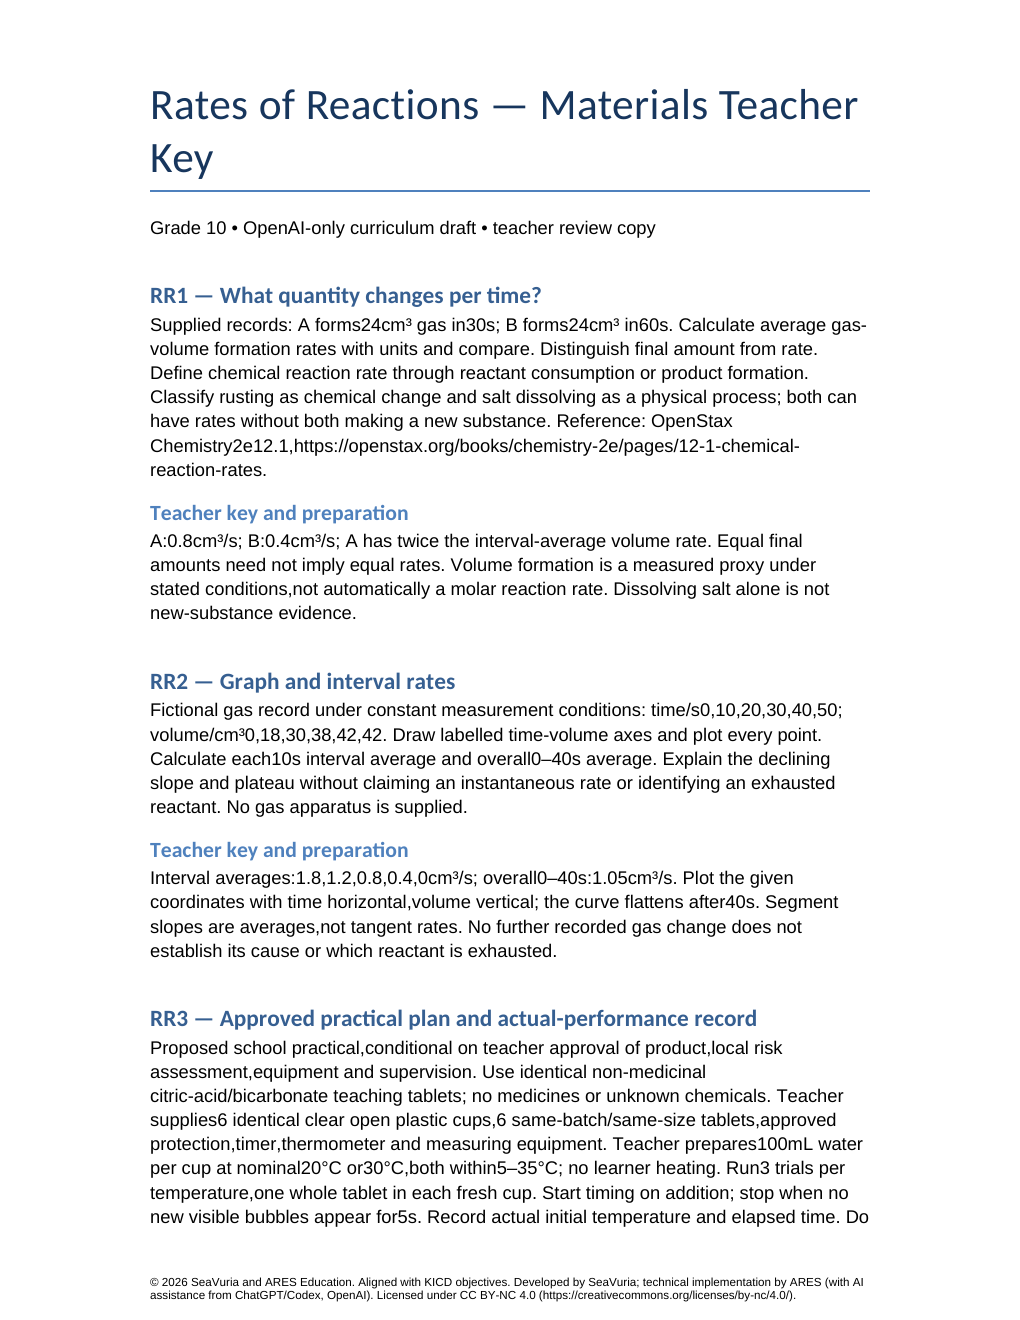 Rates of Reactions — Materials Teacher
Key
Grade 10 • OpenAI-only curriculum draft • teacher review copy
RR1 — What quantity changes per time?
Supplied records: A forms24cm³ gas in30s; B forms24cm³ in60s. Calculate average gas-
volume formation rates with units and compare. Distinguish final amount from rate.
Define chemical reaction rate through reactant consumption or product formation.
Classify rusting as chemical change and salt dissolving as a physical process; both can
have rates without both making a new substance. Reference: OpenStax
Chemistry2e12.1,https://openstax.org/books/chemistry-2e/pages/12-1-chemical-
reaction-rates.
Teacher key and preparation
A:0.8cm³/s; B:0.4cm³/s; A has twice the interval-average volume rate. Equal final
amounts need not imply equal rates. Volume formation is a measured proxy under
stated conditions,not automatically a molar reaction rate. Dissolving salt alone is not
new-substance evidence.
RR2 — Graph and interval rates
Fictional gas record under constant measurement conditions: time/s0,10,20,30,40,50;
volume/cm³0,18,30,38,42,42. Draw labelled time-volume axes and plot every point.
Calculate each10s interval average and overall0–40s average. Explain the declining
slope and plateau without claiming an instantaneous rate or identifying an exhausted
reactant. No gas apparatus is supplied.
Teacher key and preparation
Interval averages:1.8,1.2,0.8,0.4,0cm³/s; overall0–40s:1.05cm³/s. Plot the given
coordinates with time horizontal,volume vertical; the curve flattens after40s. Segment
slopes are averages,not tangent rates. No further recorded gas change does not
establish its cause or which reactant is exhausted.
RR3 — Approved practical plan and actual-performance record
Proposed school practical,conditional on teacher approval of product,local risk
assessment,equipment and supervision. Use identical non-medicinal
citric-acid/bicarbonate teaching tablets; no medicines or unknown chemicals. Teacher
supplies6 identical clear open plastic cups,6 same-batch/same-size tablets,approved
protection,timer,thermometer and measuring equipment. Teacher prepares100mL water
per cup at nominal20°C or30°C,both within5–35°C; no learner heating. Run3 trials per
temperature,one whole tablet in each fresh cup. Start timing on addition; stop when no
new visible bubbles appear for5s. Record actual initial temperature and elapsed time. Do
© 2026 SeaVuria and ARES Education. Aligned with KICD objectives. Developed by SeaVuria; technical implementation by ARES (with AI
assistance from ChatGPT/Codex, OpenAI). Licensed under CC BY-NC 4.0 (https://creativecommons.org/licenses/by-nc/4.0/).